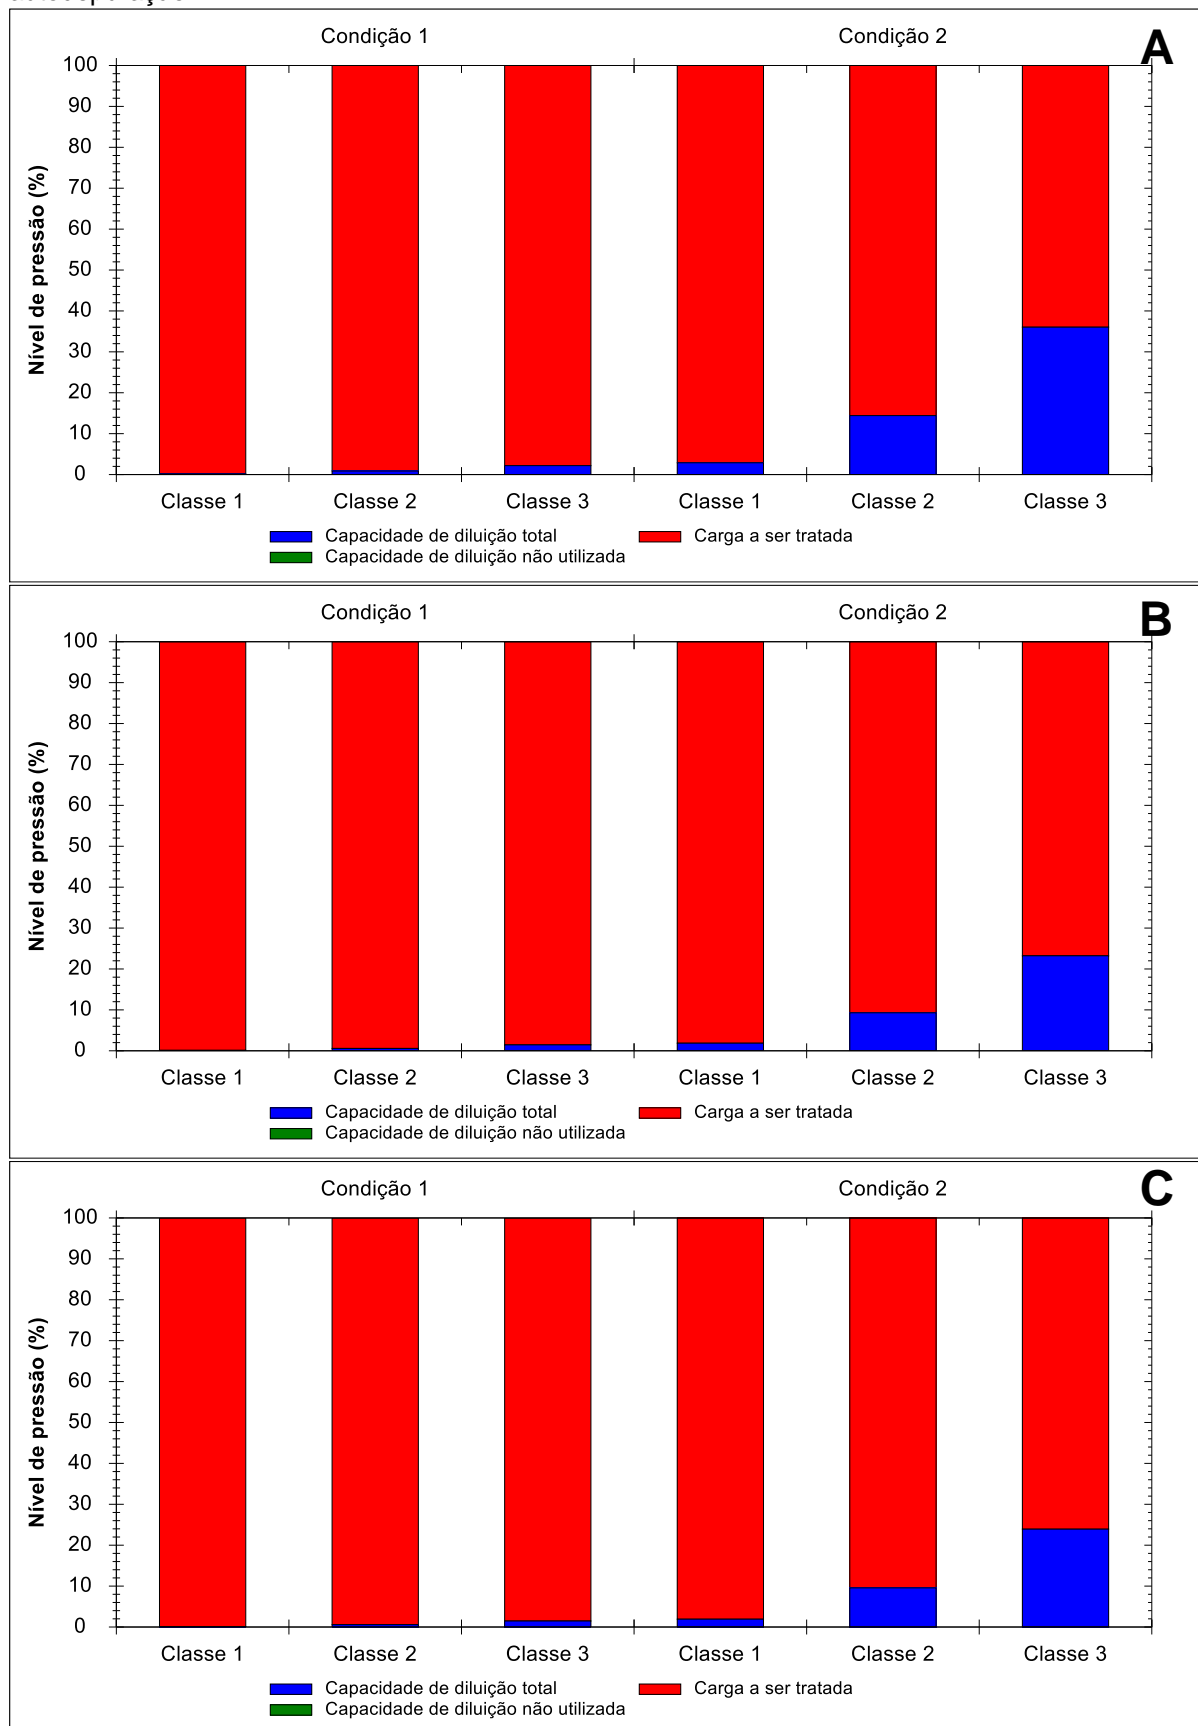 Condição 1 Condição 2 A
100
90
80
70
60
50
40
30
20
10
0
Nível de pressão (%)
Classe 1 Classe 2 Classe 3 Classe 1 Classe 2 Classe 3
Capacidade de diluição total Carga a ser tratada
Capacidade de diluição não utilizada
Condição 1 Condição 2 B
100
90
80
70
60
50
40
30
20
10
0
Nível de pressão (%)
Classe 1 Classe 2 Classe 3 Classe 1 Classe 2 Classe 3
Capacidade de diluição total Carga a ser tratada
Capacidade de diluição não utilizada
Condição 1 Condição 2 C
100
90
80
70
60
50
40
30
20
10
0
Nível de pressão (%)
Classe 1 Classe 2 Classe 3 Classe 1 Classe 2 Classe 3
Capacidade de diluição total Carga a ser tratada
Capacidade de diluição não utilizada